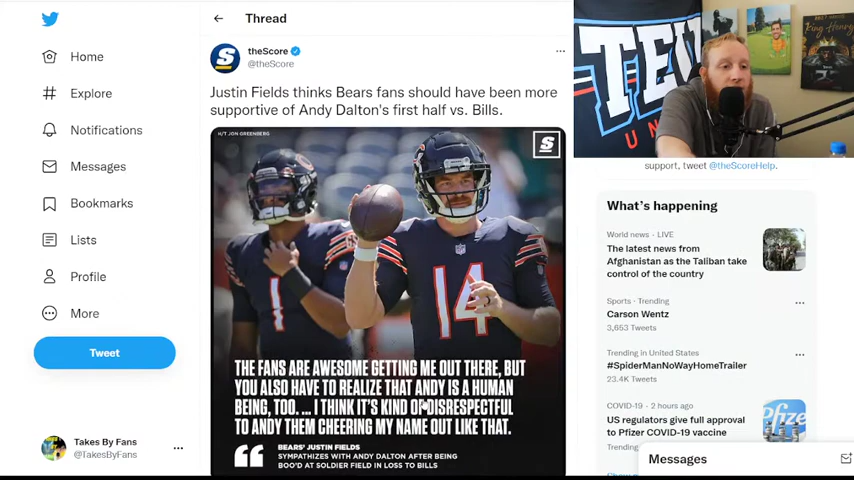 Thread
Home
Explore
Notifications
Messages
Bookmarks
Lists
Profile
More
Tweet
Takes By Fans
@TakesByFans
theScore
@theScore
Justin Fields thinks Bears fans should have been more
supportive of Andy Dalton's first half vs. Bills.
H/T JON GREENBERG
S
1
14
THE FANS ARE AWESOME GETTING ME OUT THERE, BUT
YOU ALSO HAVE TO REALIZE THAT ANDY IS A HUMAN
BEING, TOO. ... I THINK IT'S KIND OF DISRESPECTFUL
TO ANDY THEM CHEERING MY NAME OUT LIKE THAT.
BEARS' JUSTIN FIELDS
SYMPATHIZES WITH ANDY DALTON AFTER BEING
BOO'D AT SOLDIER FIELD IN LOSS TO BILLS
support, tweet @theScoreHelp.
What's happening
World news · LIVE
The latest news from
Afghanistan as the Taliban take
control of the country
Sports · Trending
Carson Wentz
3,653 Tweets
Trending in United States
#SpiderManNoWayHomeTrailer
23.4K Tweets
COVID-19 · 2 hours ago
US regulators give full approval
to Pfizer COVID-19 vaccine
Pfizer
Trending
Messages